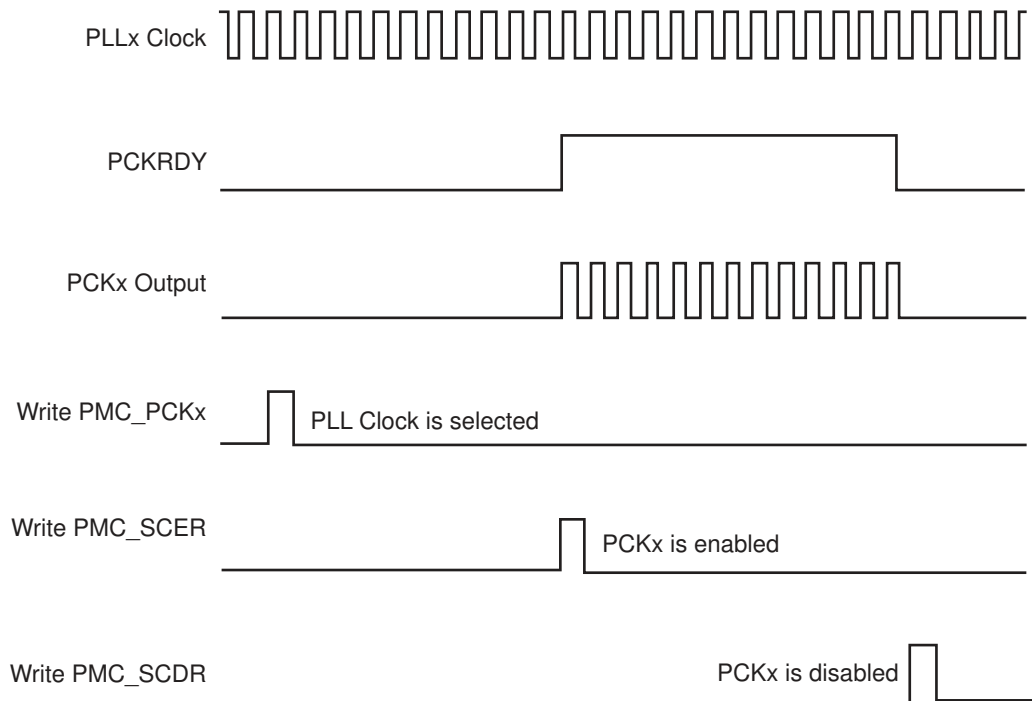 PLLx Clock
PCKRDY
PCKx Output
Write PMC_PCKx
PLL Clock is selected
Write PMC_SCER
PCKx is enabled
Write PMC_SCDR
PCKx is disabled